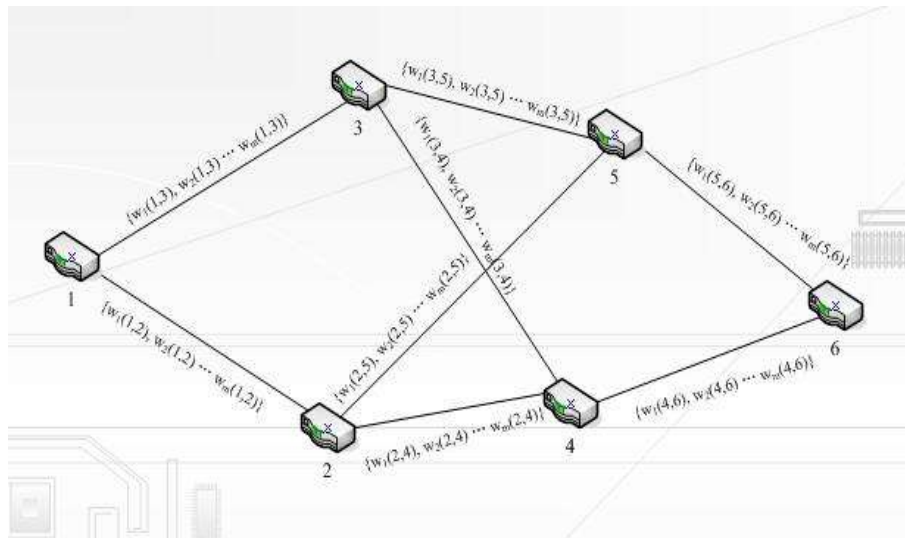 3
{w₁(3,5), w₂(3,5) ··· wₘ(3,5)}
5
{w₁(1,3), w₂(1,3) ··· wₘ(1,3)}
{w₁(3,4), w₂(3,4) ··· wₘ(3,4)}
{w₁(5,6), w₂(5,6) ··· wₘ(5,6)}
1
{w₁(1,2), w₂(1,2) ··· wₘ(1,2)}
{w₁(2,5), w₂(2,5) ··· wₘ(2,5)}
6
{w₁(4,6), w₂(4,6) ··· wₘ(4,6)}
2
{w₁(2,4), w₂(2,4) ··· wₘ(2,4)}
4